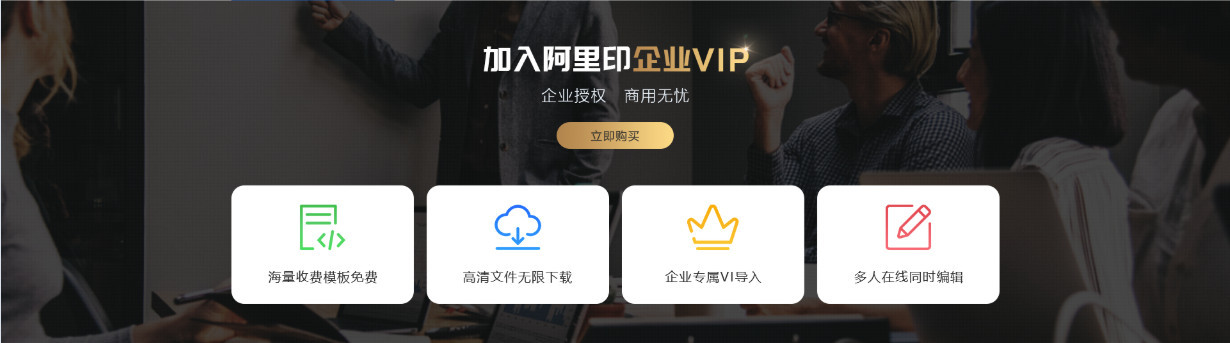 加入阿里印企业VIP
企业授权 商用无忧
立即购买
海量收费模板免费
高清文件无限下载
企业专属VI导入
多人在线同时编辑